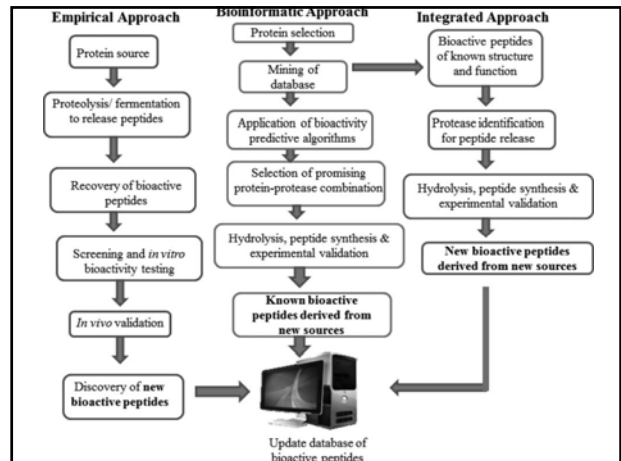 Empirical Approach
Protein source
Proteolysis/ fermentation
to release peptides
Recovery of bioactive
peptides
Screening and in vitro
bioactivity testing
In vivo validation
Discovery of new
bioactive peptides
Bioinformatic Approach
Protein selection
Mining of
database
Application of bioactivity
predictive algorithms
Selection of promising
protein-protease combination
Hydrolysis, peptide synthesis &
experimental validation
Known bioactive
peptides derived from
new sources
Integrated Approach
Bioactive peptides
of known structure
and function
Protease identification
for peptide release
Hydrolysis, peptide synthesis &
experimental validation
New bioactive peptides
derived from new sources
Update database of
bioactive peptides